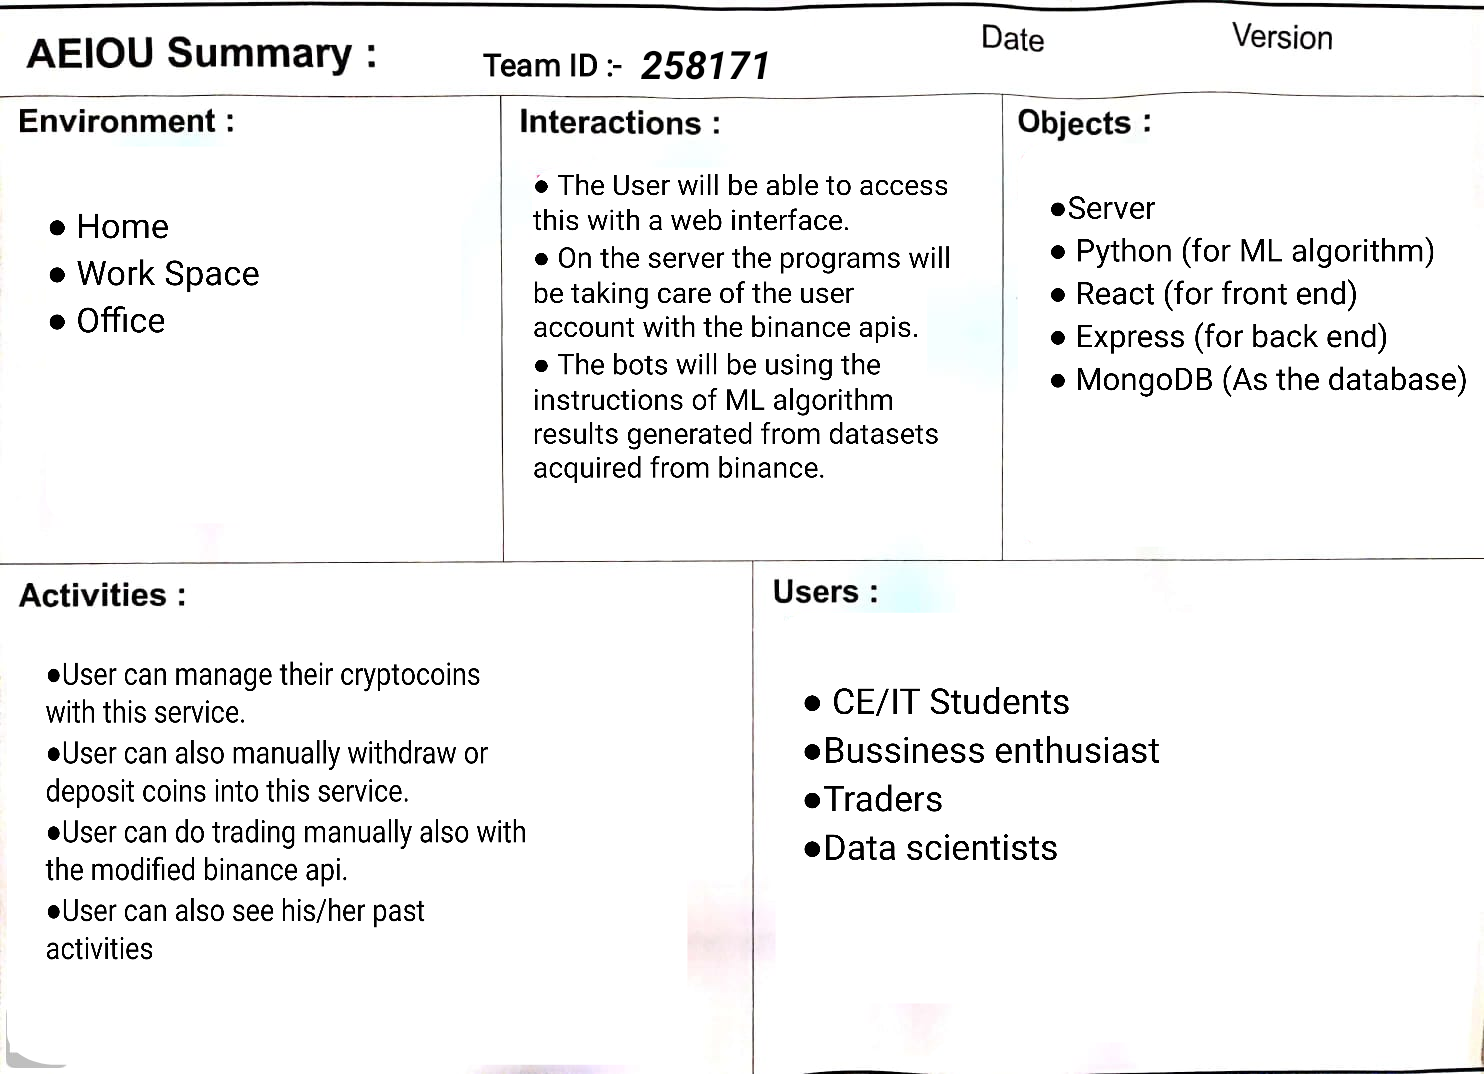 AEIOU Summary :
Team ID :- 258171
Date
Version
Environment :
● Home
● Work Space
● Office
Interactions :
● The User will be able to access
this with a web interface.
● On the server the programs will
be taking care of the user
account with the binance apis.
● The bots will be using the
instructions of ML algorithm
results generated from datasets
acquired from binance.
Objects :
●Server
● Python (for ML algorithm)
● React (for front end)
● Express (for back end)
● MongoDB (As the database)
Activities :
●User can manage their cryptocoins
with this service.
●User can also manually withdraw or
deposit coins into this service.
●User can do trading manually also with
the modified binance api.
●User can also see his/her past
activities
Users :
● CE/IT Students
●Bussiness enthusiast
●Traders
●Data scientists